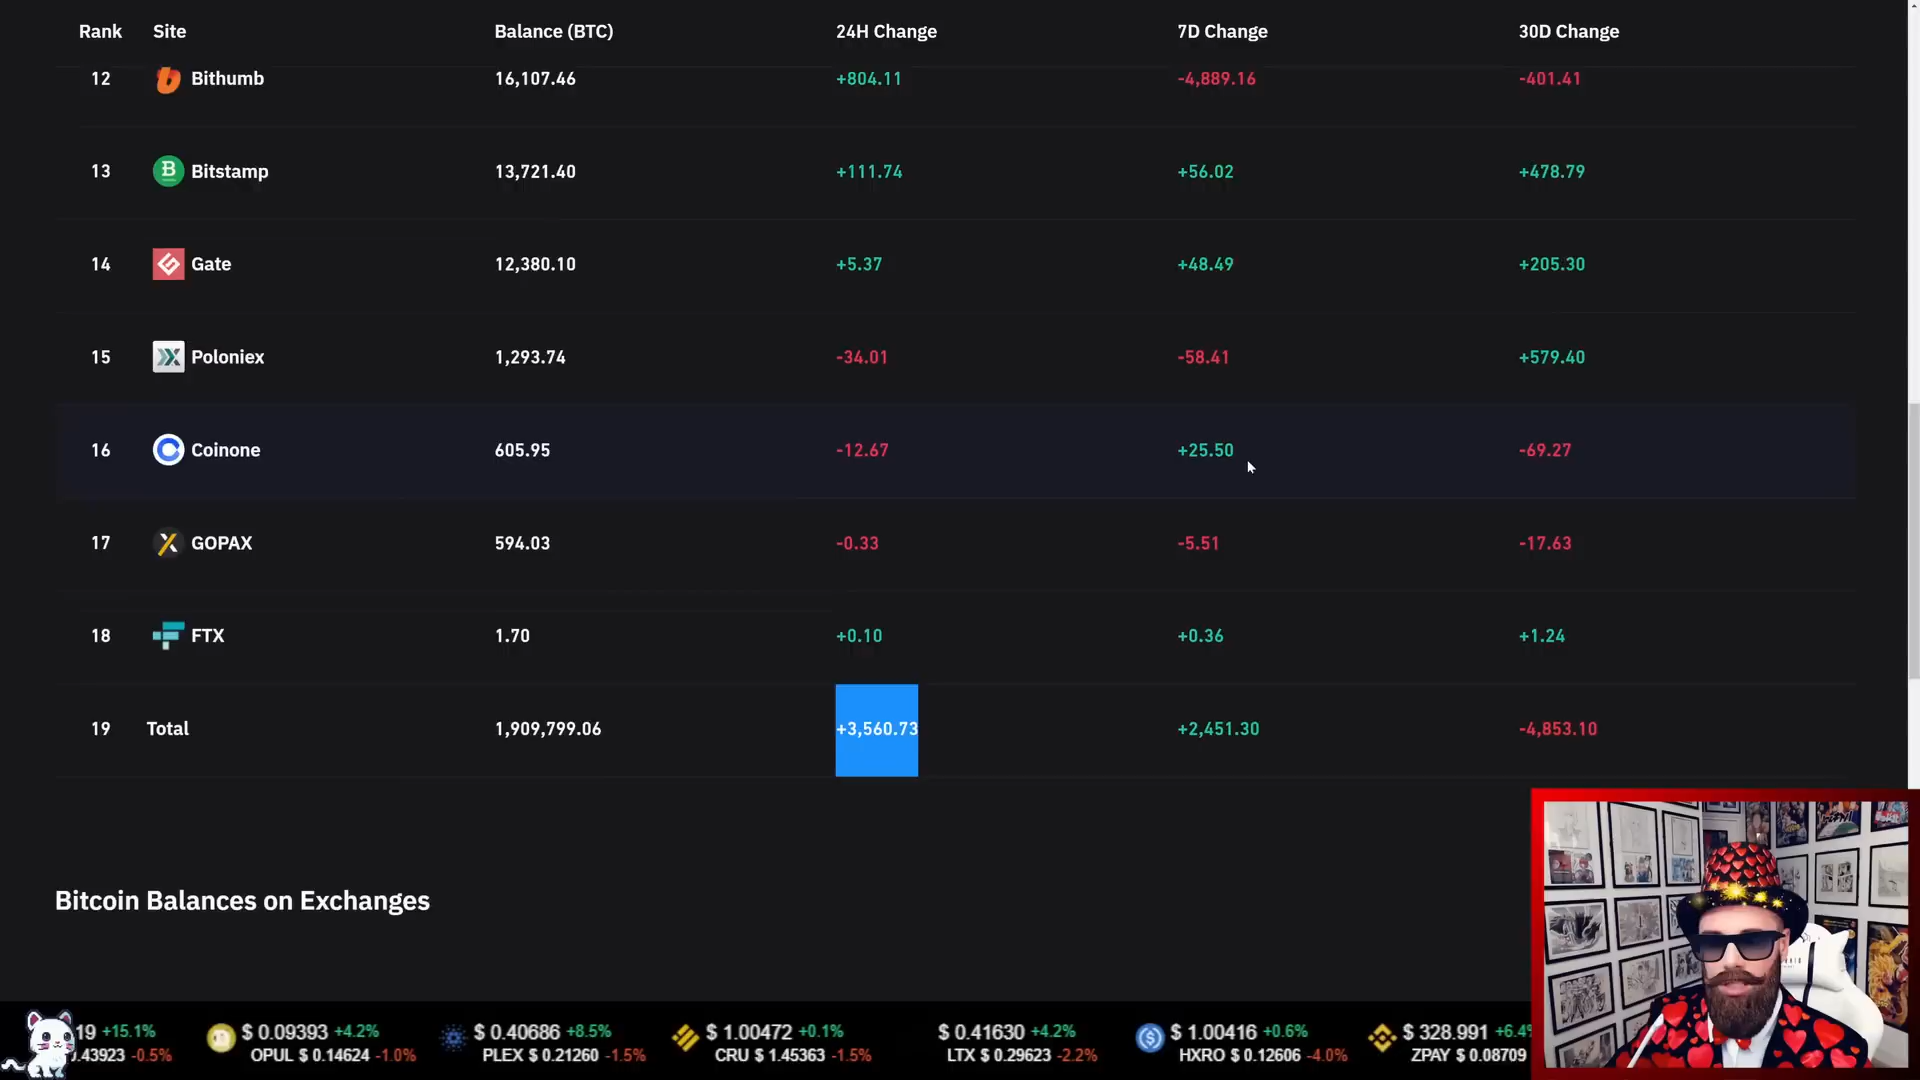 Rank Site Balance (BTC) 24H Change 7D Change 30D Change
12 Bithumb 16,107.46 +804.11 -4,889.16 -401.41
13 Bitstamp 13,721.40 +111.74 +56.02 +478.79
14 Gate 12,380.10 +5.37 +48.49 +205.30
15 Poloniex 1,293.74 -34.01 -58.41 +579.40
16 Coinone 605.95 -12.67 +25.50 -69.27
17 GOPAX 594.03 -0.33 -5.51 -17.63
18 FTX 1.70 +0.10 +0.36 +1.24
19 Total 1,909,799.06 +3,560.73 +2,451.30 -4,853.10
Bitcoin Balances on Exchanges
19 +15.1% $ 0.09393 +4.2% $ 0.40686 +8.5% $ 1.00472 +0.1% $ 0.41630 +4.2% $ 1.00416 +0.6% $ 328.991 +6.4%
.43923 -0.5% OPUL $ 0.14624 -1.0% PLEX $ 0.21260 -1.5% CRU $ 1.45363 -1.5% LTX $ 0.29623 -2.2% HXRO $ 0.12606 -4.0% ZPAY $ 0.08709